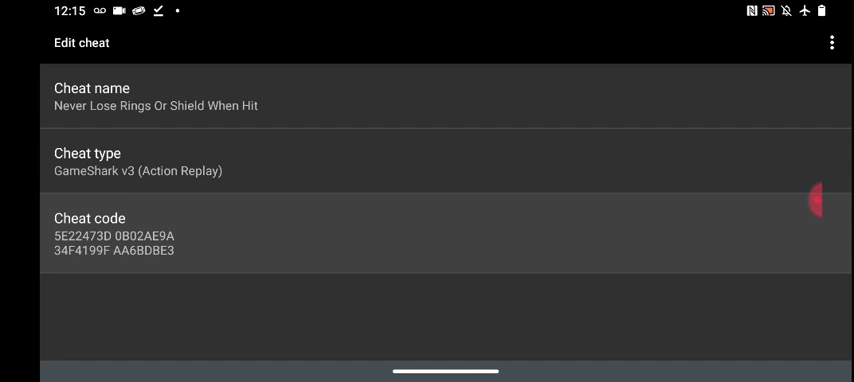 12:15
Edit cheat
Cheat name
Never Lose Rings Or Shield When Hit
Cheat type
GameShark v3 (Action Replay)
Cheat code
5E22473D 0B02AE9A
34F4199F AA6BDBE3